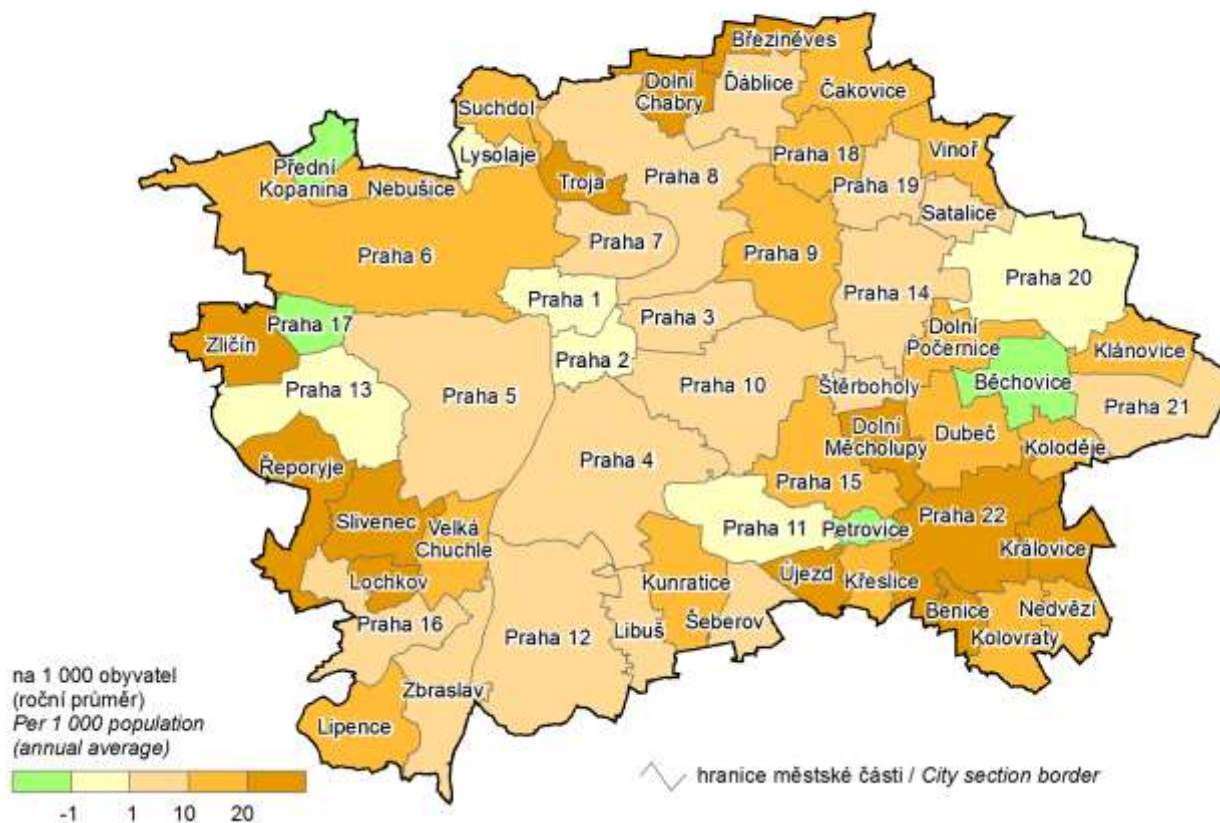 Březiněves
Dolní
Chabry
Ďáblice
Čakovice
Suchdol
Přední
Kopanina
Nebušice
Lysolaje
Troja
Praha 8
Praha 18
Vinoř
Praha 19
Satalice
Praha 7
Praha 6
Praha 9
Praha 20
Praha 14
Praha 1
Praha 3
Praha 17
Zličín
Praha 2
Dolní
Počernice
Klánovice
Praha 13
Praha 5
Praha 10
Štěrboholy
Běchovice
Praha 21
Dolní
Měcholupy
Dubeč
Koloděje
Řeporyje
Praha 4
Praha 15
Slivenec
Velká
Chuchle
Praha 11
Petrovice
Praha 22
Královice
Lochkov
Kunratice
Újezd
Křeslice
Benice
Nedvězí
Kolovraty
Praha 16
Praha 12
Libuš
Šeberov
Zbraslav
Lipence
na 1 000 obyvatel
(roční průměr)
Per 1 000 population
(annual average)
-1 1 10 20
hranice městské části / City section border